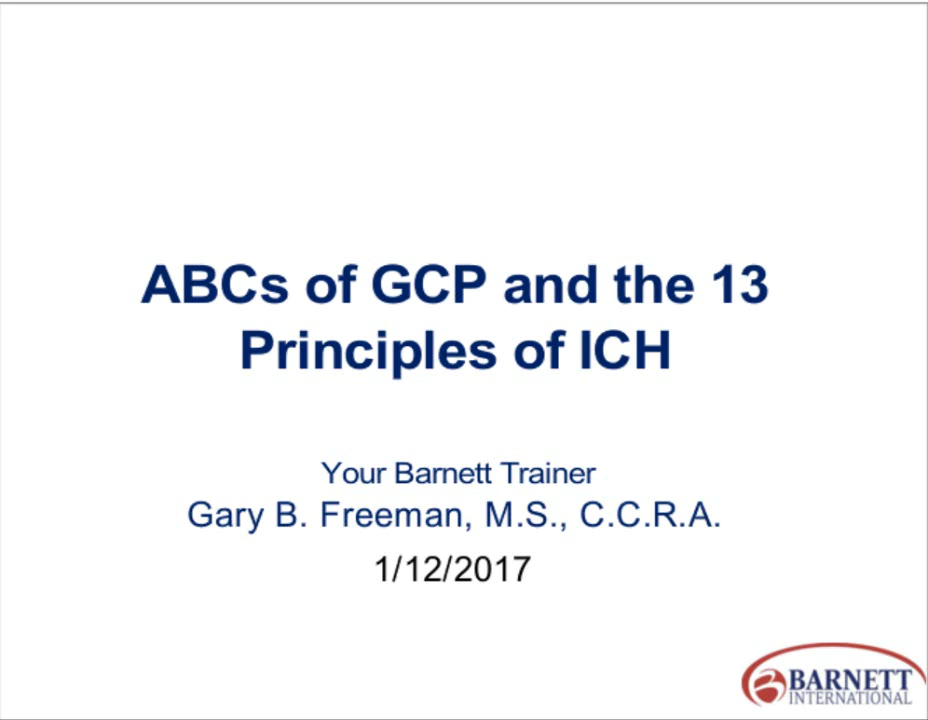 ABCs of GCP and the 13
Principles of ICH
Your Barnett Trainer
Gary B. Freeman, M.S., C.C.R.A.
1/12/2017
BARNETT
INTERNATIONAL